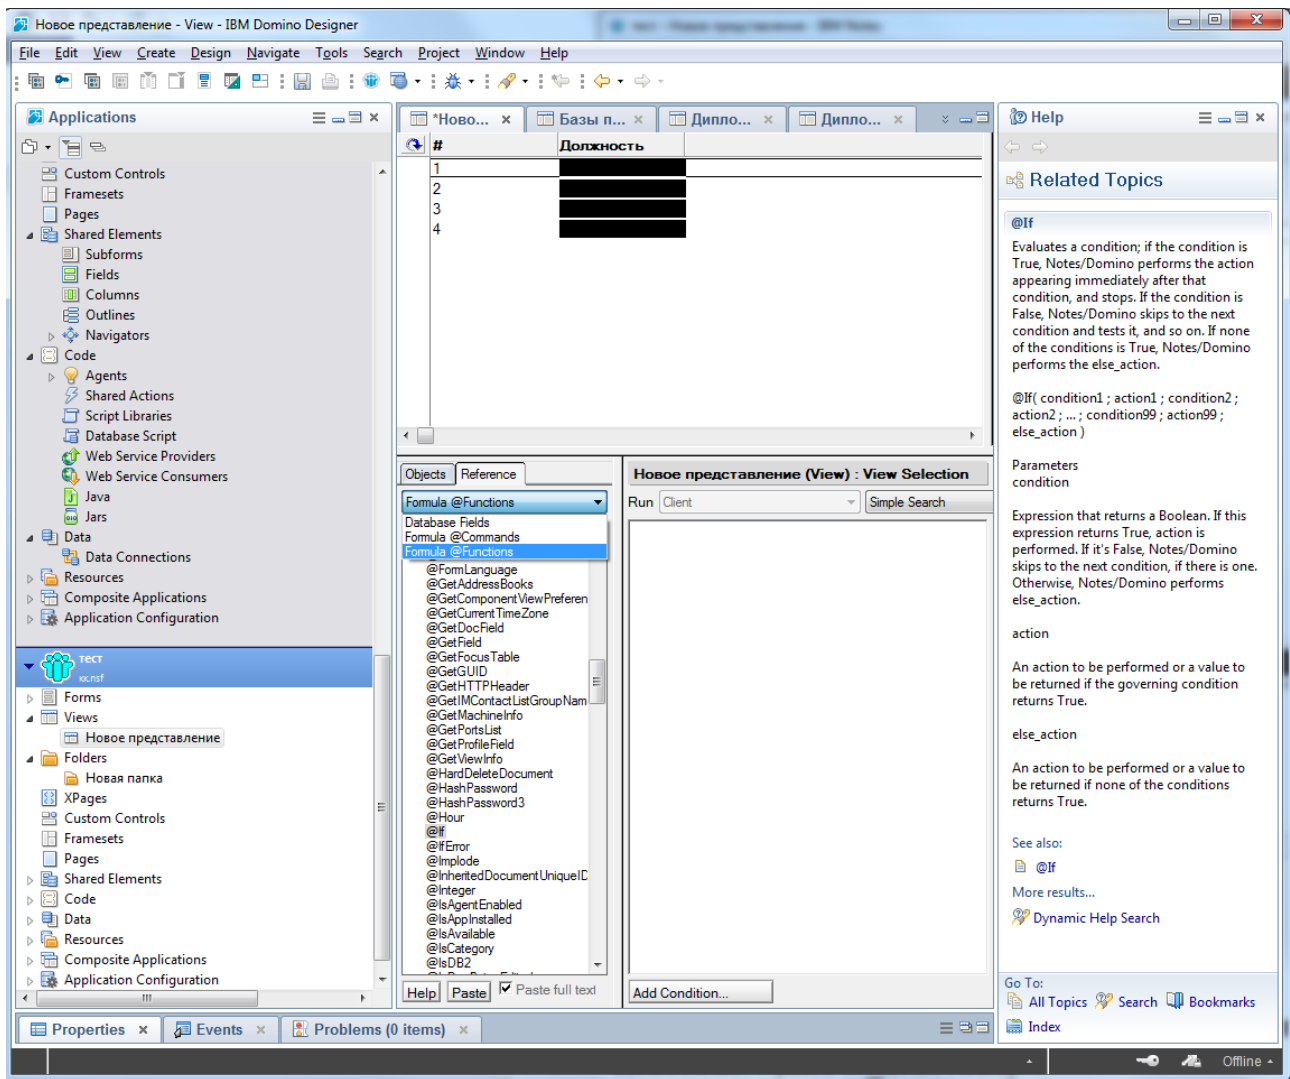 Новое представление - View - IBM Domino Designer
File Edit View Create Design Navigate Tools Search Project Window Help
Applications
Custom Controls
Framesets
Pages
Shared Elements
Subforms
Fields
Columns
Outlines
Navigators
Code
Agents
Shared Actions
Script Libraries
Database Script
Web Service Providers
Web Service Consumers
Java
Jars
Data
Data Connections
Resources
Composite Applications
Application Configuration
тест
кк.nsf
Forms
Views
Новое представление
Folders
Новая папка
XPages
Custom Controls
Framesets
Pages
Shared Elements
Code
Data
Resources
Composite Applications
Application Configuration
*Ново... Базы п... Дипло... Дипло...
# Должность
1
2
3
4
Objects Reference
Formula @Functions
Database Fields
Formula @Commands
Formula @Functions
@FormLanguage
@GetAddressBooks
@GetComponentViewPreferen
@GetCurrentTimeZone
@GetDocField
@GetField
@GetFocusTable
@GetGUID
@GetHTTPHeader
@GetIMContactListGroupNam
@GetMachineInfo
@GetPortsList
@GetProfileField
@GetViewInfo
@HardDeleteDocument
@HashPassword
@HashPassword3
@Hour
@If
@IfError
@Implode
@InheritedDocumentUniqueID
@Integer
@IsAgentEnabled
@IsAppInstalled
@IsAvailable
@IsCategory
@IsDB2
Help Paste Paste full text
Новое представление (View) : View Selection
Run Client Simple Search
Add Condition...
Help
Related Topics
@If
Evaluates a condition; if the condition is
True, Notes/Domino performs the action
appearing immediately after that
condition, and stops. If the condition is
False, Notes/Domino skips to the next
condition and tests it, and so on. If none
of the conditions is True, Notes/Domino
performs the else_action.
@If( condition1 ; action1 ; condition2 ;
action2 ; ... ; condition99 ; action99 ;
else_action )
Parameters
condition
Expression that returns a Boolean. If this
expression returns True, action is
performed. If it's False, Notes/Domino
skips to the next condition, if there is one.
Otherwise, Notes/Domino performs
else_action.
action
An action to be performed or a value to
be returned if the governing condition
returns True.
else_action
An action to be performed or a value to
be returned if none of the conditions
returns True.
See also:
@If
More results...
Dynamic Help Search
Go To:
All Topics Search Bookmarks
Index
Properties Events Problems (0 items)
Offline